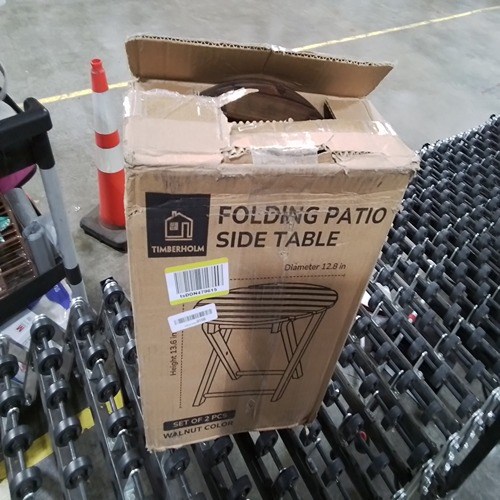 FOLDING PATIO
SIDE TABLE
TIMBERHOLM
Diameter 12.8 in
Height 13.6 in
SET OF 2 PCS
WALNUT COLOR